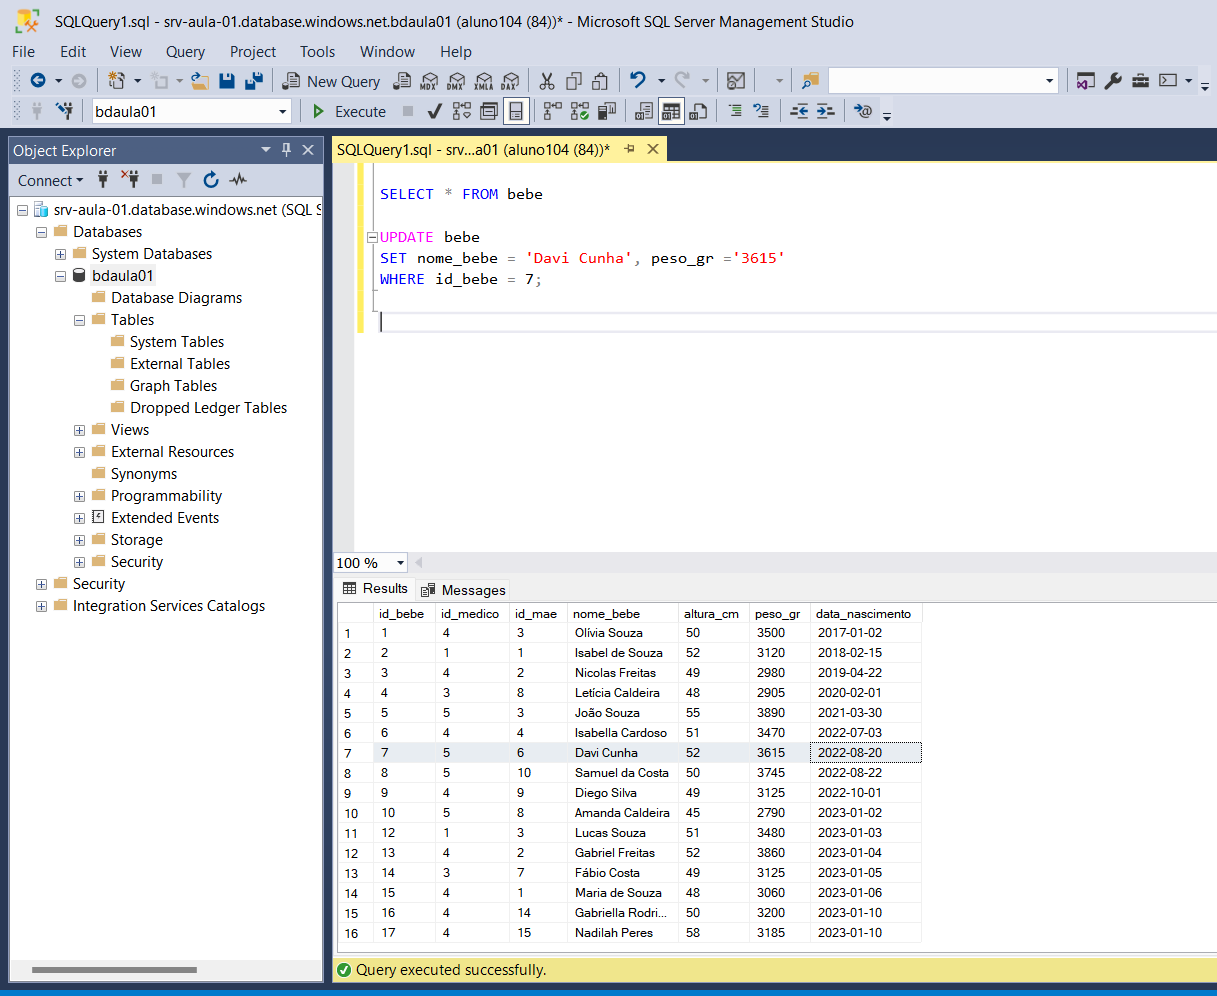 SQLQuery1.sql - srv-aula-01.database.windows.net.bdaula01 (aluno104 (84))* - Microsoft SQL Server Management Studio
File Edit View Query Project Tools Window Help
New Query MDX DMX XMLA DAX
bdaula01 Execute
Object Explorer
Connect
srv-aula-01.database.windows.net (SQL S
Databases
System Databases
bdaula01
Database Diagrams
Tables
System Tables
External Tables
Graph Tables
Dropped Ledger Tables
Views
External Resources
Synonyms
Programmability
Extended Events
Storage
Security
Security
Integration Services Catalogs
SQLQuery1.sql - srv...a01 (aluno104 (84))*
SELECT * FROM bebe
UPDATE bebe
SET nome_bebe = 'Davi Cunha', peso_gr ='3615'
WHERE id_bebe = 7;
100 %
Results Messages
id_bebe id_medico id_mae nome_bebe altura_cm peso_gr data_nascimento
1 1 4 3 Olívia Souza 50 3500 2017-01-02
2 2 1 1 Isabel de Souza 52 3120 2018-02-15
3 3 4 2 Nicolas Freitas 49 2980 2019-04-22
4 4 3 8 Letícia Caldeira 48 2905 2020-02-01
5 5 5 3 João Souza 55 3890 2021-03-30
6 6 4 4 Isabella Cardoso 51 3470 2022-07-03
7 7 5 6 Davi Cunha 52 3615 2022-08-20
8 8 5 10 Samuel da Costa 50 3745 2022-08-22
9 9 4 9 Diego Silva 49 3125 2022-10-01
10 10 5 8 Amanda Caldeira 45 2790 2023-01-02
11 12 1 3 Lucas Souza 51 3480 2023-01-03
12 13 4 2 Gabriel Freitas 52 3860 2023-01-04
13 14 3 7 Fábio Costa 49 3125 2023-01-05
14 15 4 1 Maria de Souza 48 3060 2023-01-06
15 16 4 14 Gabriella Rodri... 50 3200 2023-01-10
16 17 4 15 Nadilah Peres 58 3185 2023-01-10
Query executed successfully.